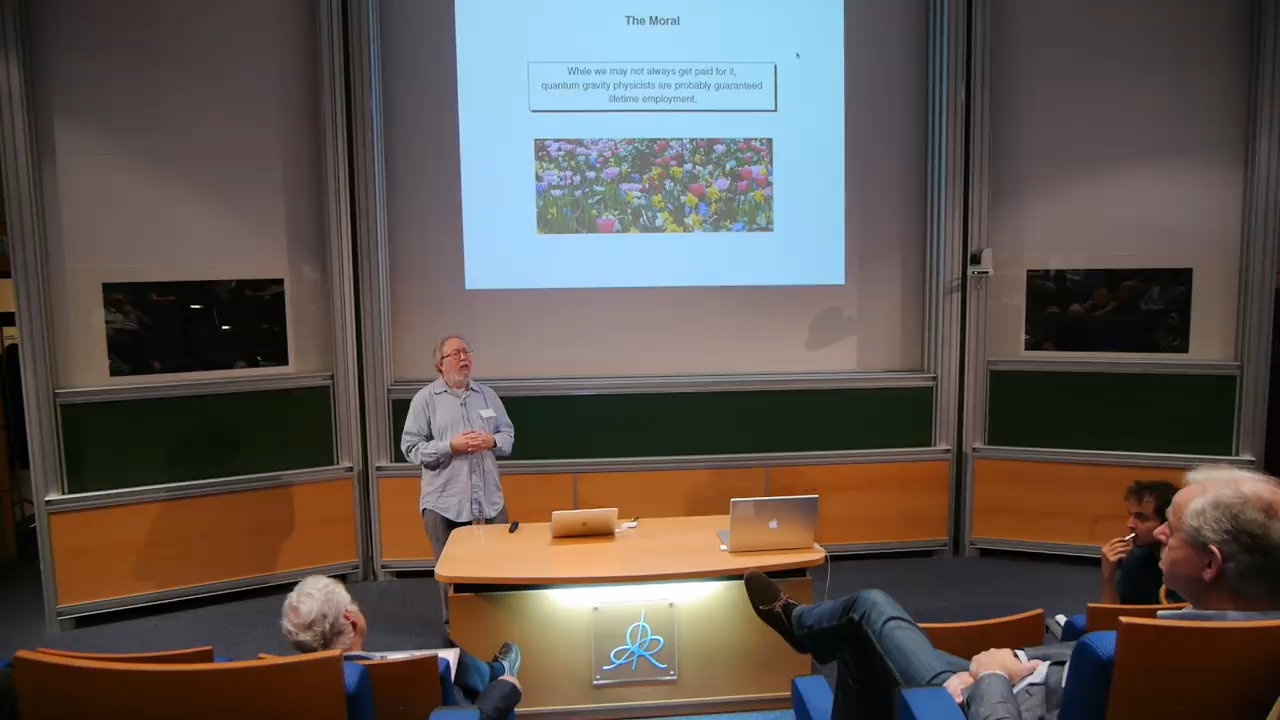 The Moral
While we may not always get paid for it,
quantum gravity physicists are probably guaranteed
lifetime employment.